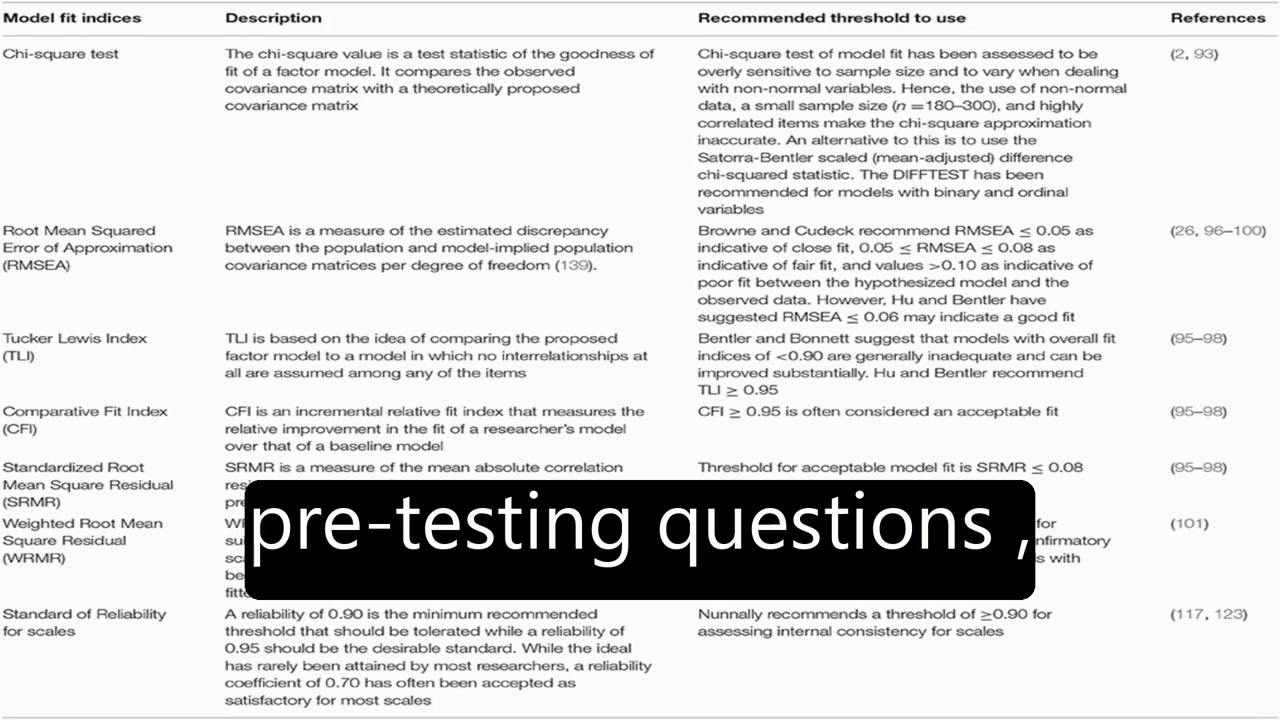 Model fit indices Description Recommended threshold to use References
Chi-square test The chi-square value is a test statistic of the goodness of Chi-square test of model fit has been assessed to be (2, 93)
fit of a factor model. It compares the observed overly sensitive to sample size and to vary when dealing
covariance matrix with a theoretically proposed with non-normal variables. Hence, the use of non-normal
covariance matrix data, a small sample size (n =180–300), and highly
correlated items make the chi-square approximation
inaccurate. An alternative to this is to use the
Satorra-Bentler scaled (mean-adjusted) difference
chi-squared statistic. The DIFFTEST has been
recommended for models with binary and ordinal
variables
Root Mean Squared RMSEA is a measure of the estimated discrepancy Browne and Cudeck recommend RMSEA ≤ 0.05 as (26, 96–100)
Error of Approximation between the population and model-implied population indicative of close fit, 0.05 ≤ RMSEA ≤ 0.08 as
(RMSEA) covariance matrices per degree of freedom (139). indicative of fair fit, and values >0.10 as indicative of
poor fit between the hypothesized model and the
observed data. However, Hu and Bentler have
suggested RMSEA ≤ 0.06 may indicate a good fit
Tucker Lewis Index TLI is based on the idea of comparing the proposed Bentler and Bonnett suggest that models with overall fit (95–98)
(TLI) factor model to a model in which no interrelationships at indices of <0.90 are generally inadequate and can be
all are assumed among any of the items improved substantially. Hu and Bentler recommend
TLI ≥ 0.95
Comparative Fit Index CFI is an incremental relative fit index that measures the CFI ≥ 0.95 is often considered an acceptable fit (95–98)
(CFI) relative improvement in the fit of a researcher's model
over that of a baseline model
Standardized Root SRMR is a measure of the mean absolute correlation Threshold for acceptable model fit is SRMR ≤ 0.08 (95–98)
Mean Square Residual
(SRMR)
pre-testing questions ,
Weighted Root Mean for (101)
Square Residual
(WRMR) with
Standard of Reliability A reliability of 0.90 is the minimum recommended Nunnally recommends a threshold of ≥0.90 for (117, 123)
for scales threshold that should be tolerated while a reliability of assessing internal consistency for scales
0.95 should be the desirable standard. While the ideal
has rarely been attained by most researchers, a reliability
coefficient of 0.70 has often been accepted as
satisfactory for most scales